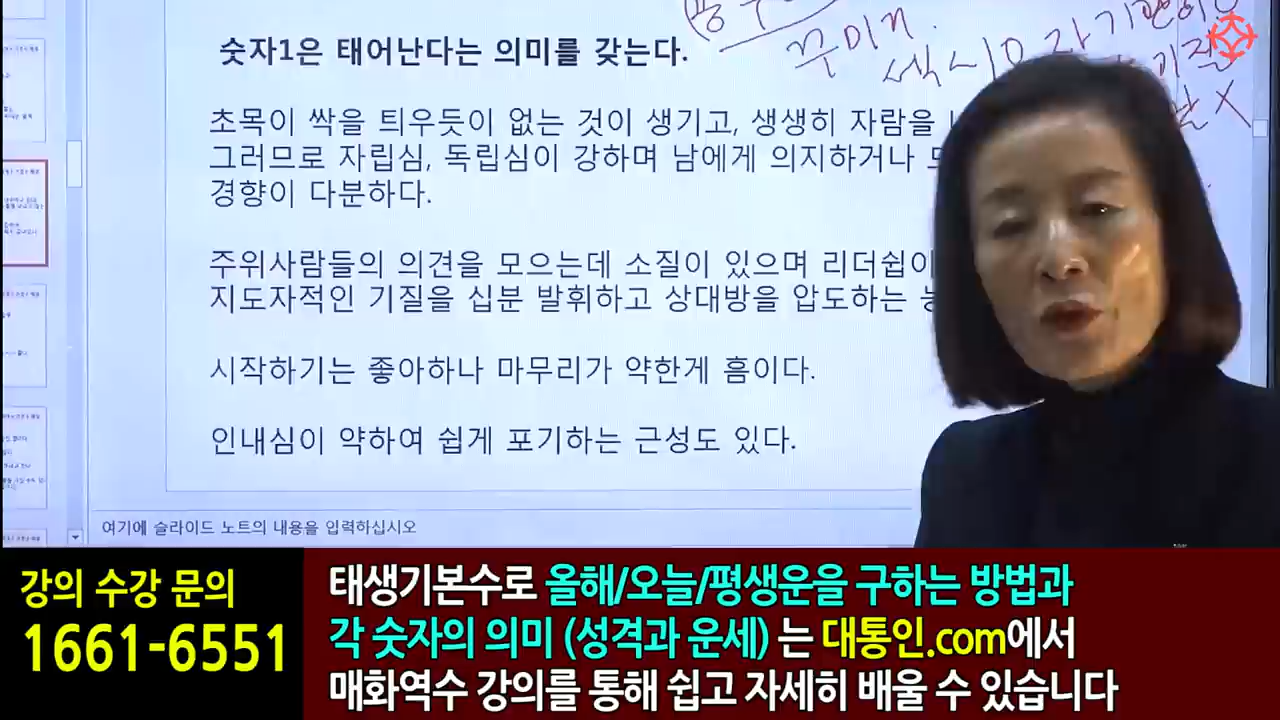 꾸미기.
섹시요
숫자1은 태어난다는 의미를 갖는다.
초목이 싹을 틔우듯이 없는 것이 생기고, 생생히 자람을
그러므로 자립심, 독립심이 강하며 남에게 의지하거나
경향이 다분하다.
주위사람들의 의견을 모으는데 소질이 있으며 리더쉽이
지도자적인 기질을 십분 발휘하고 상대방을 압도하는
시작하기는 좋아하나 마무리가 약한게 흠이다.
인내심이 약하여 쉽게 포기하는 근성도 있다.
여기에 슬라이드 노트의 내용을 입력하십시오
강의 수강 문의
1661-6551
태생기본수로 올해/오늘/평생운을 구하는 방법과
각 숫자의 의미 (성격과 운세) 는 대통인.com에서
매화역수 강의를 통해 쉽고 자세히 배울 수 있습니다